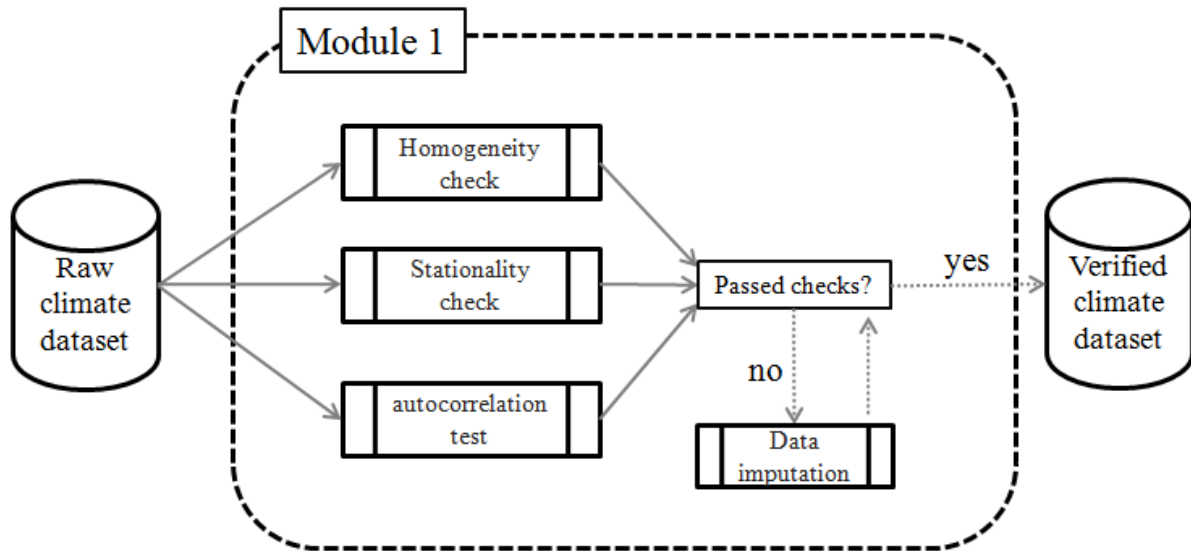 Module 1
Raw
climate
dataset
Homogeneity
check
Stationality
check
autocorrelation
test
Passed checks?
yes
no
Data
imputation
Verified
climate
dataset